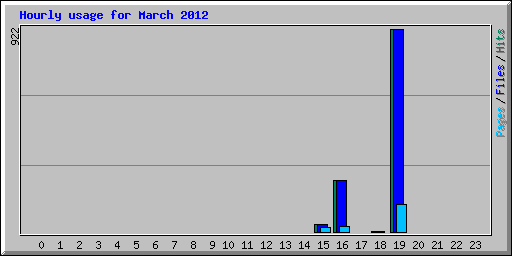 Hourly usage for March 2012
922
Pages/Files/Hits
0 1 2 3 4 5 6 7 8 9 10 11 12 13 14 15 16 17 18 19 20 21 22 23